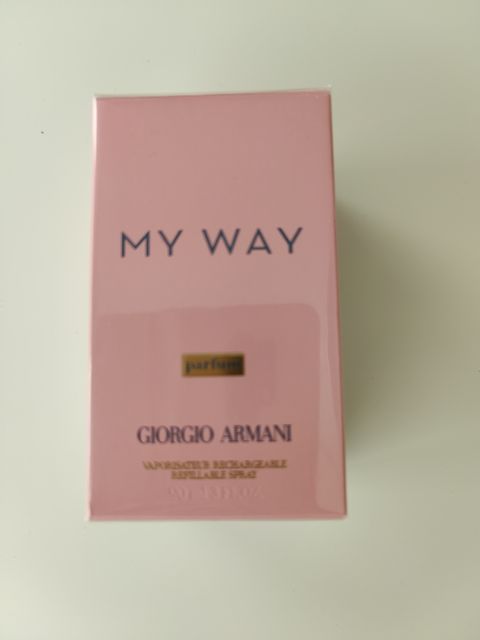 MY WAY
parfum
GIORGIO ARMANI
VAPORISATEUR RECHARGEABLE
REFILLABLE SPRAY